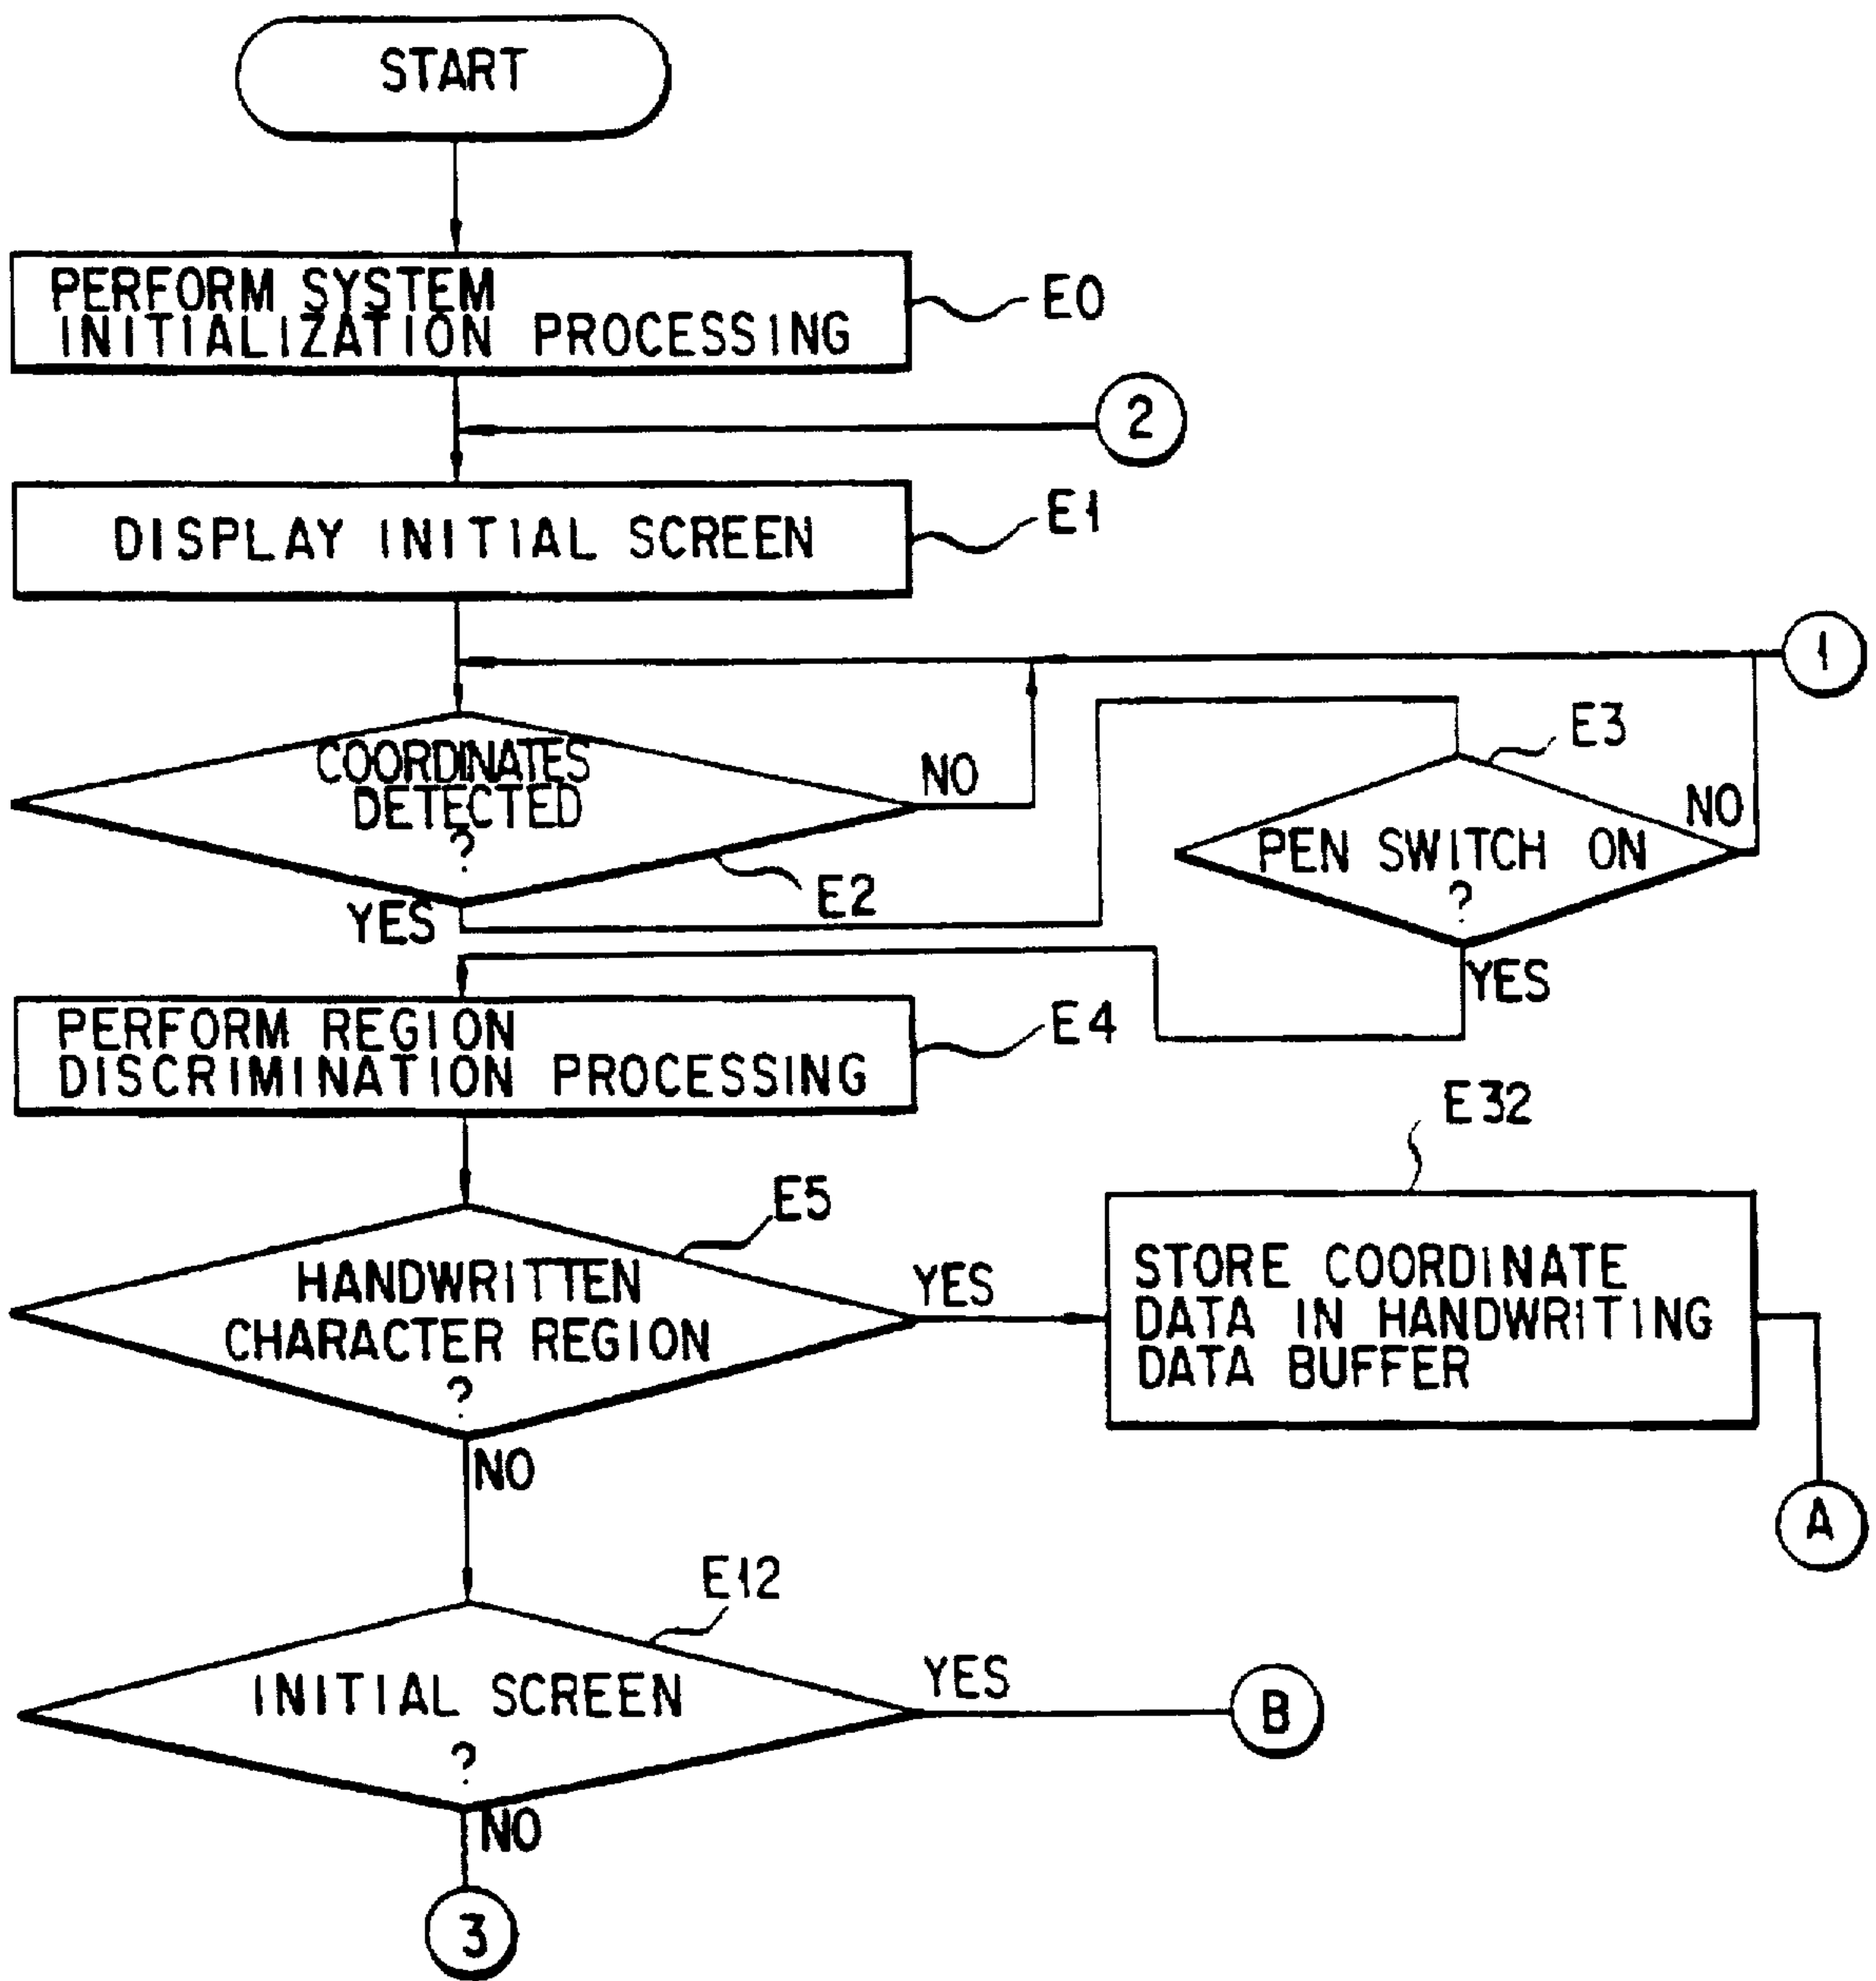 START
PERFORM SYSTEM
INITIALIZATION PROCESSING
E0
2
DISPLAY INITIAL SCREEN
E1
1
COORDINATES
DETECTED
?
NO
E2
YES
E3
PEN SWITCH ON
?
NO
YES
PERFORM REGION
DISCRIMINATION PROCESSING
E4
E5
HANDWRITTEN
CHARACTER REGION
?
YES
NO
E32
STORE COORDINATE
DATA IN HANDWRITING
DATA BUFFER
A
E12
INITIAL SCREEN
?
YES
B
NO
3